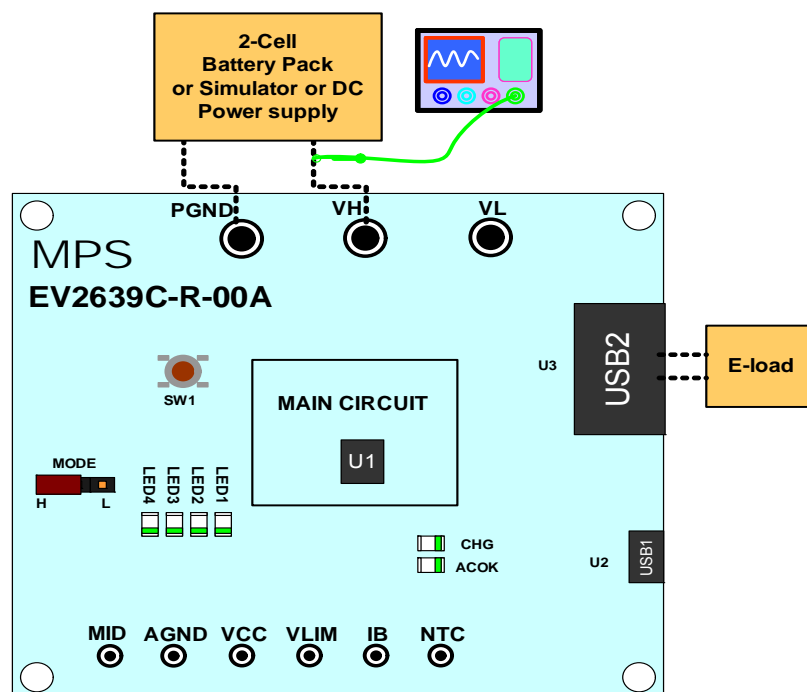 2-Cell
Battery Pack
or Simulator or DC
Power supply
PGND
VH
VL
MPS
EV2639C-R-00A
SW1
MAIN CIRCUIT
U1
U3
USB2
E-load
MODE
H
L
LED4
LED3
LED2
LED1
CHG
ACOK
U2
USB1
MID
AGND
VCC
VLIM
IB
NTC